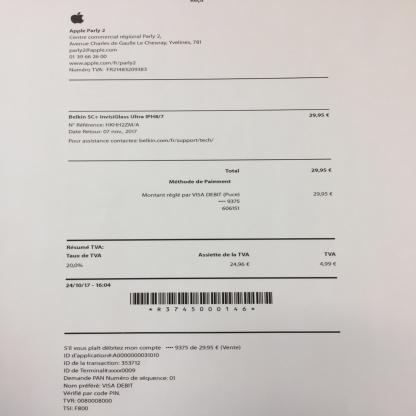 Reçu
Apple Parly 2
Centre commercial régional Parly 2,
Avenue Charles de Gaulle Le Chesnay, Yvelines, 781
parly2@apple.com
01 39 66 26 00
www.apple.com/fr/parly2
Numéro TVA: FR21483209383
Belkin SC+ InvisiGlass Ultra IPH8/7 29,95 €
N° Référence: HKHH2ZM/A
Date Retour: 07 nov., 2017
Pour assistance contactez: belkin.com/fr/support/tech/
Total 29,95 €
Méthode de Paiement
Montant réglé par VISA DEBIT (Puce) 29,95 €
•••• 9375
606151
Résumé TVA:
Taux de TVA Assiette de la TVA TVA
20,0% 24,96 € 4,99 €
24/10/17 - 16:04
* R 3 7 4 5 0 0 0 1 4 6 *
S'il vous plaît débitez mon compte •••• 9375 de 29,95 € (Vente)
ID d'application#:A0000000031010
ID de la transaction: 353712
ID de Terminal#:xxxx0009
Demande PAN Numéro de séquence: 01
Nom préféré: VISA DEBIT
Vérifié par code PIN.
TVR: 0080008000
TSI: F800